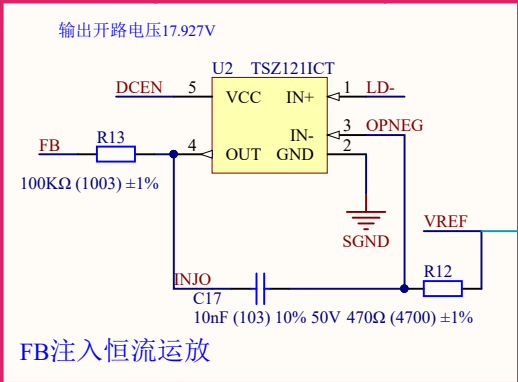 输出开路电压17.927V
U2 TSZ121ICT
DCEN 5 VCC IN+ 1 LD-
IN- 3 OPNEG
FB R13 4 OUT GND 2
100KΩ (1003) ±1%
SGND
VREF
INJO
R12
C17
10nF (103) 10% 50V 470Ω (4700) ±1%
FB注入恒流运放